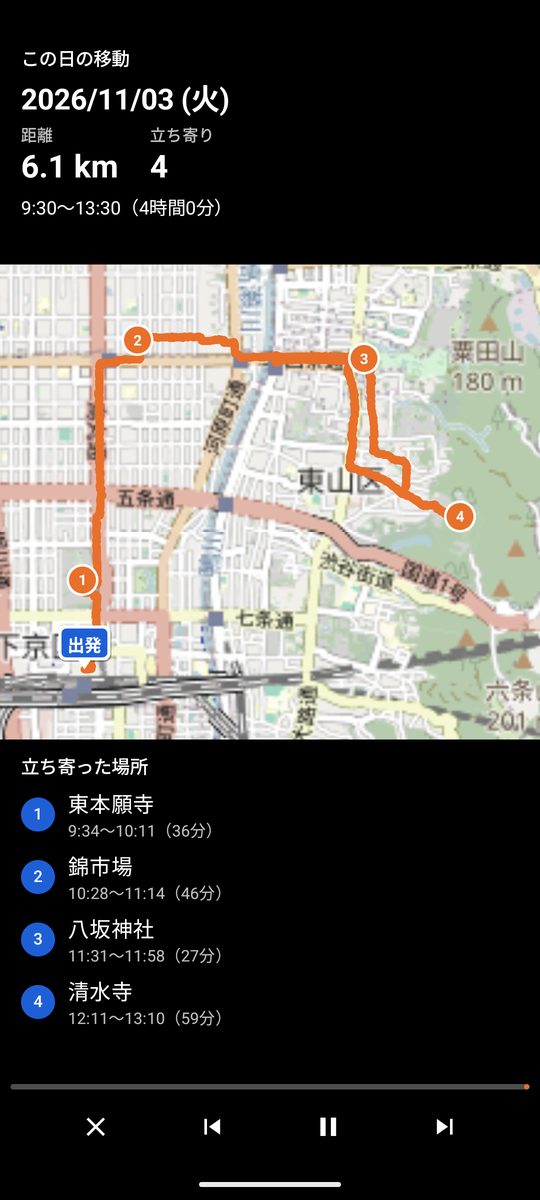 この日の移動
2026/11/03 (火)
距離
立ち寄り
6.1 km
4
9:30〜13:30（4時間0分）
2
3
粟田山
180 m
河原町通
東山区
五条通
4
渋谷街道
国道1号
1
七条通
出発
下京
六条
201
立ち寄った場所
1
東本願寺
9:34〜10:11（36分）
2
錦市場
10:28〜11:14（46分）
3
八坂神社
11:31〜11:58（27分）
4
清水寺
12:11〜13:10（59分）